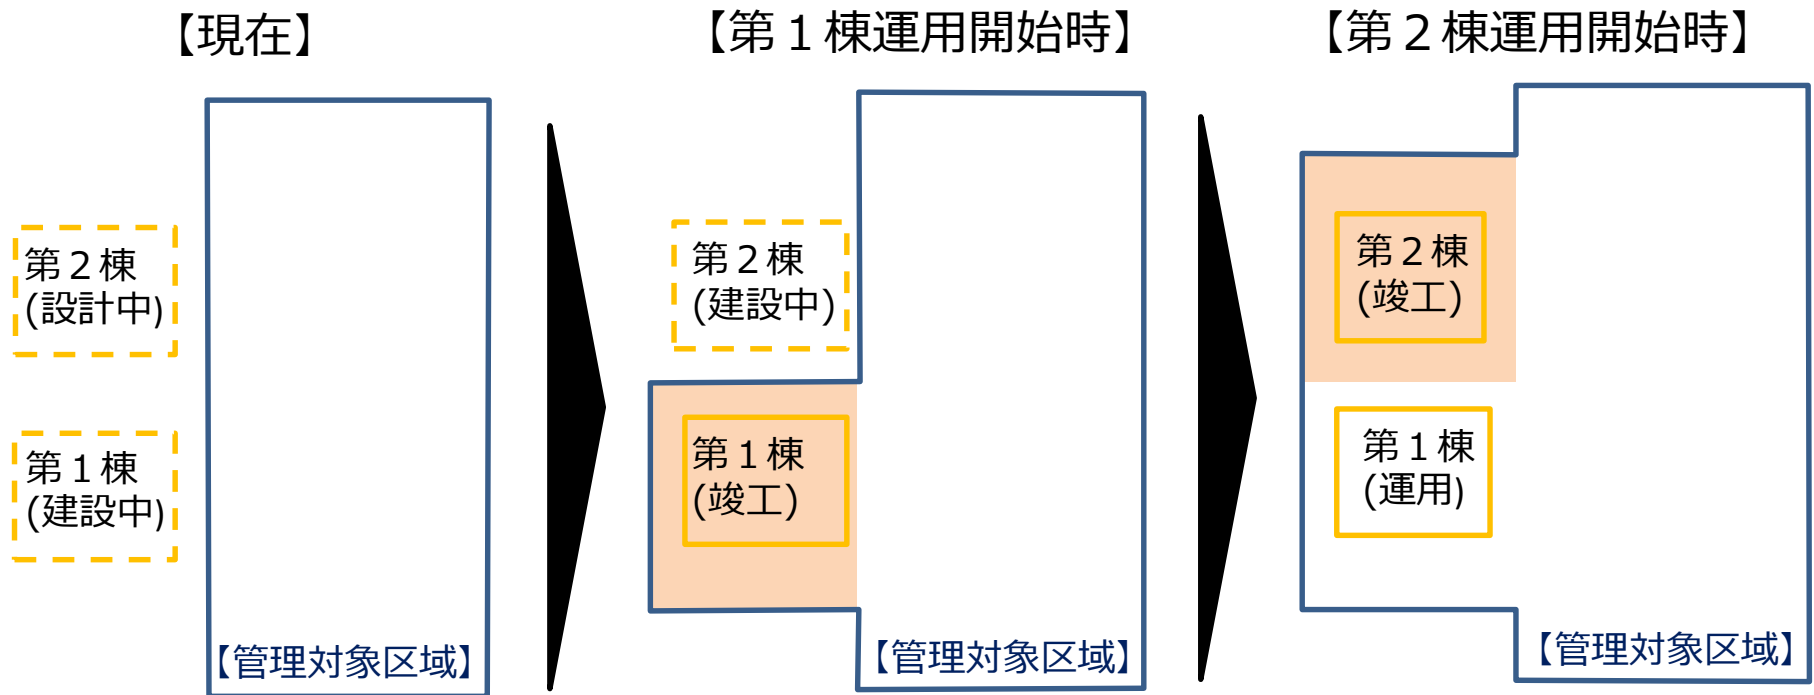 【現在】
第２棟
(設計中)
第１棟
(建設中)
【管理対象区域】
【第１棟運用開始時】
第２棟
(建設中)
第１棟
(竣工)
【管理対象区域】
【第２棟運用開始時】
第２棟
(竣工)
第１棟
(運用)
【管理対象区域】